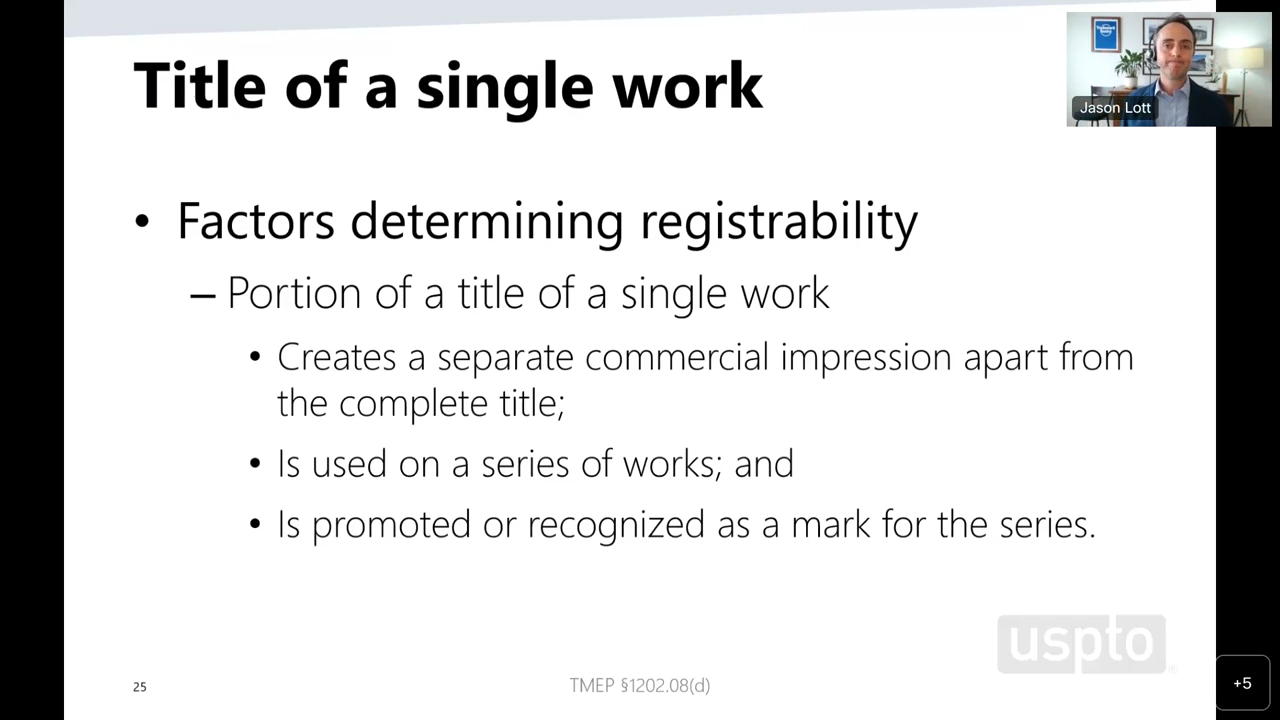 Title of a single work
Jason Lott
• Factors determining registrability
– Portion of a title of a single work
• Creates a separate commercial impression apart from
the complete title;
• Is used on a series of works; and
• Is promoted or recognized as a mark for the series.
uspto
25
TMEP §1202.08(d)
+5